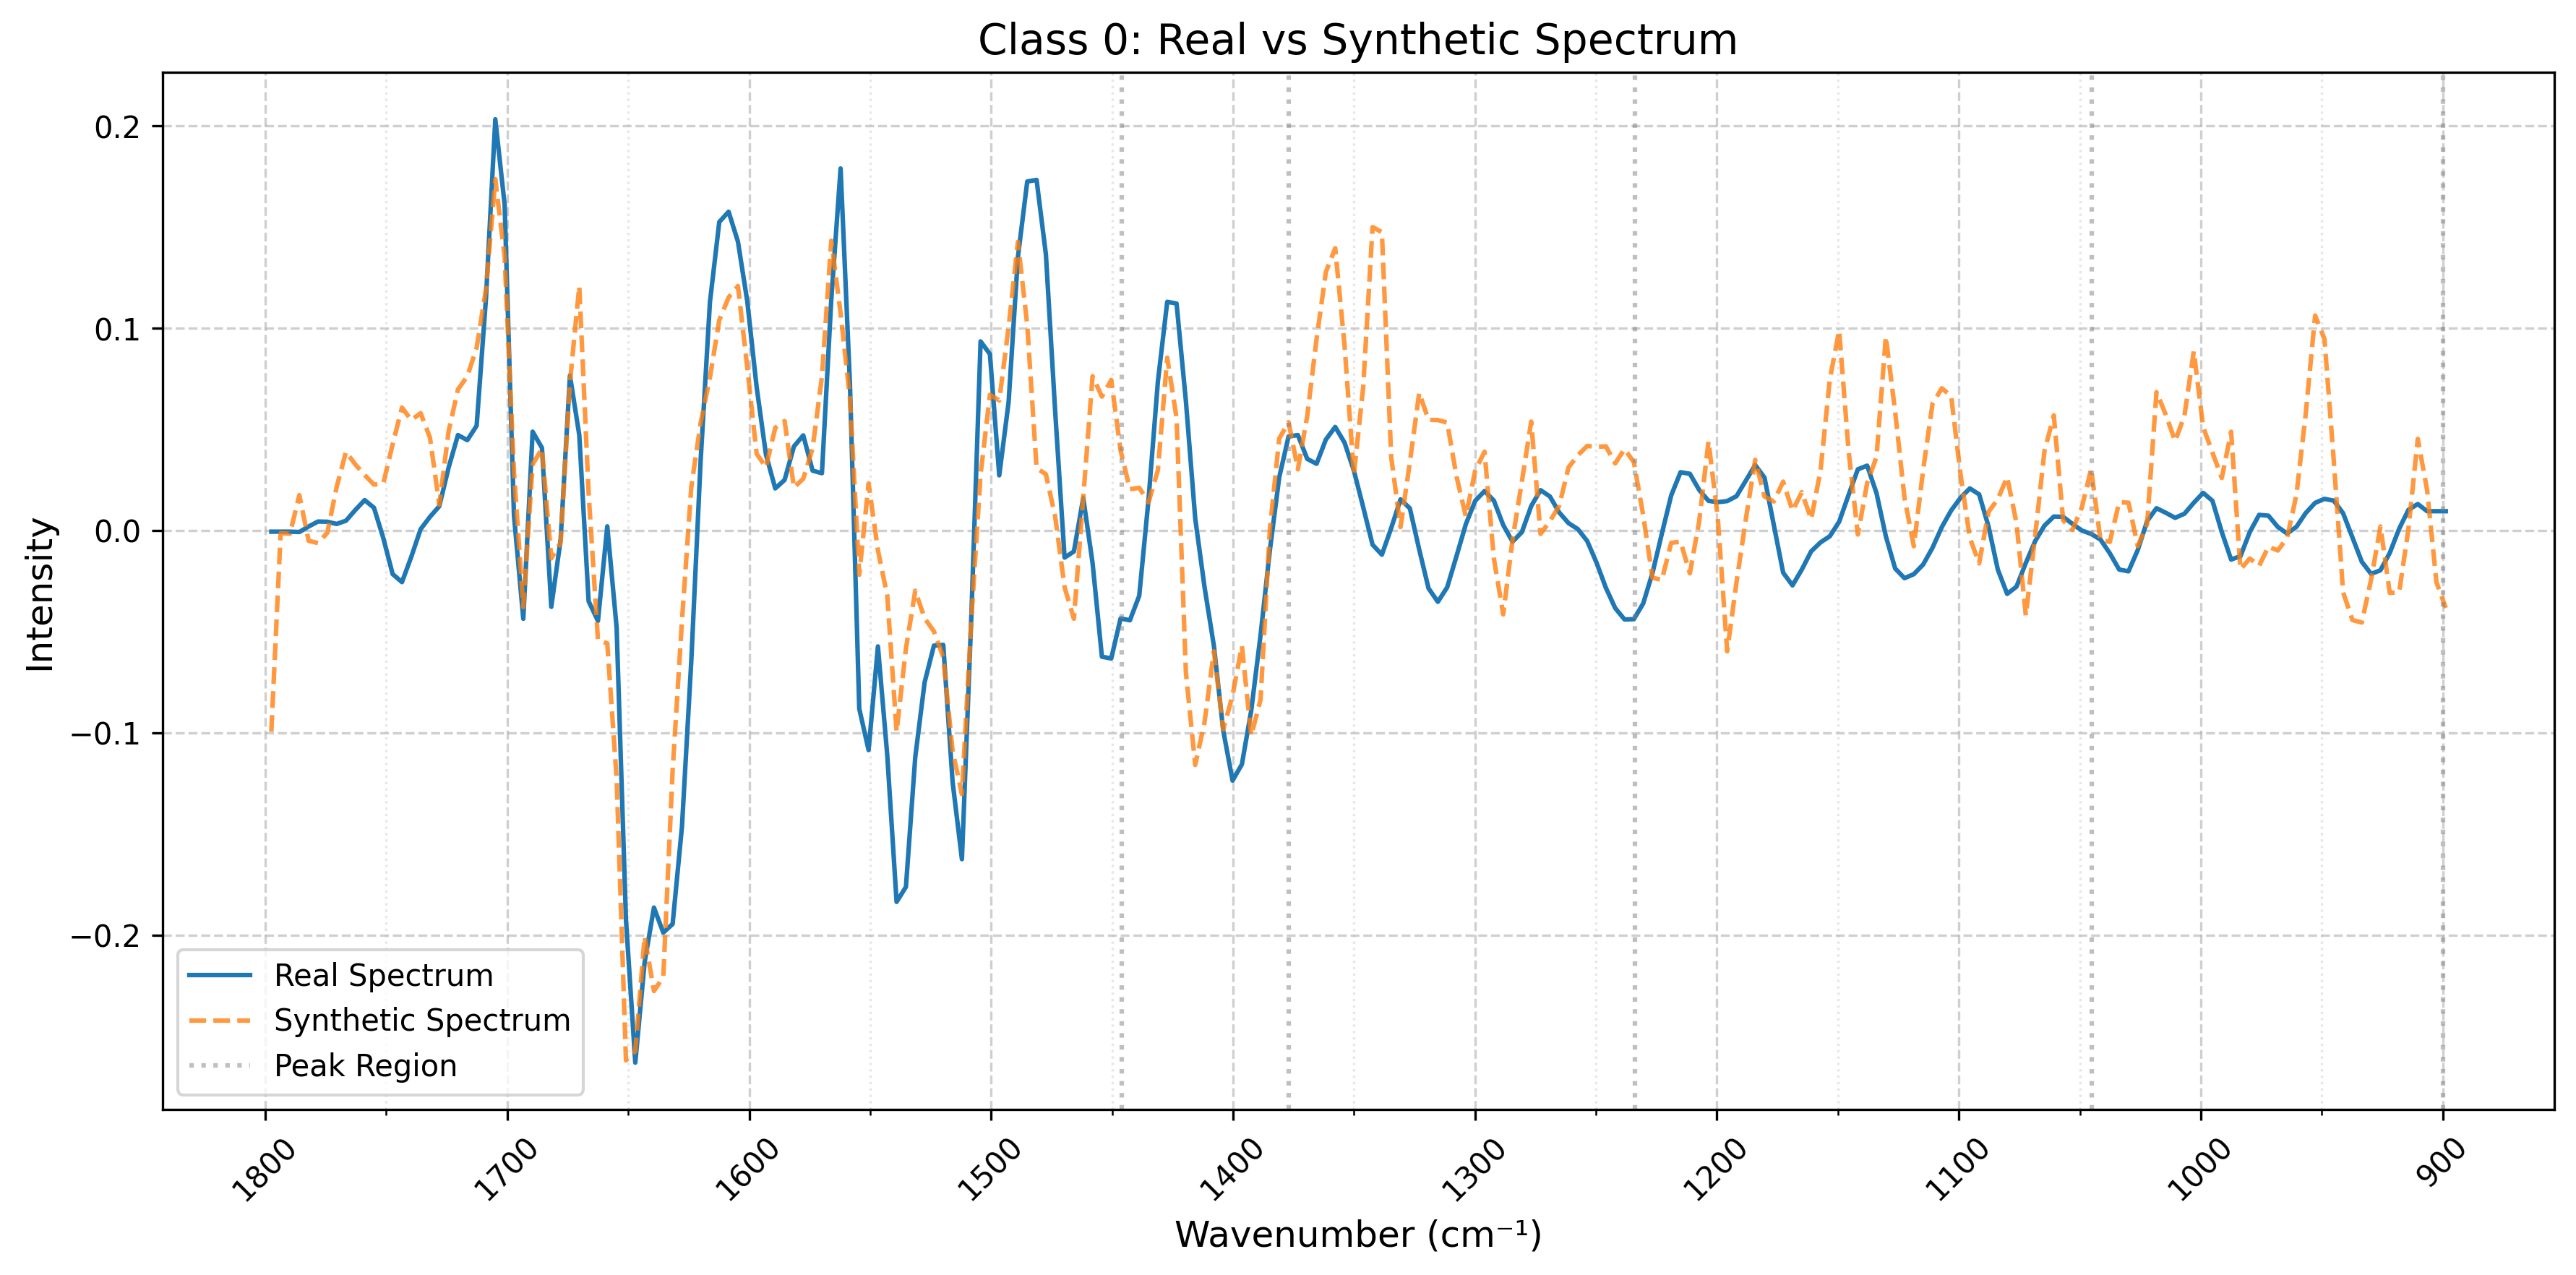 Class 0: Real vs Synthetic Spectrum
Intensity
0.2
0.1
0.0
−0.1
−0.2
Real Spectrum
Synthetic Spectrum
Peak Region
1800 1700 1600 1500 1400 1300 1200 1100 1000 900
Wavenumber (cm⁻¹)